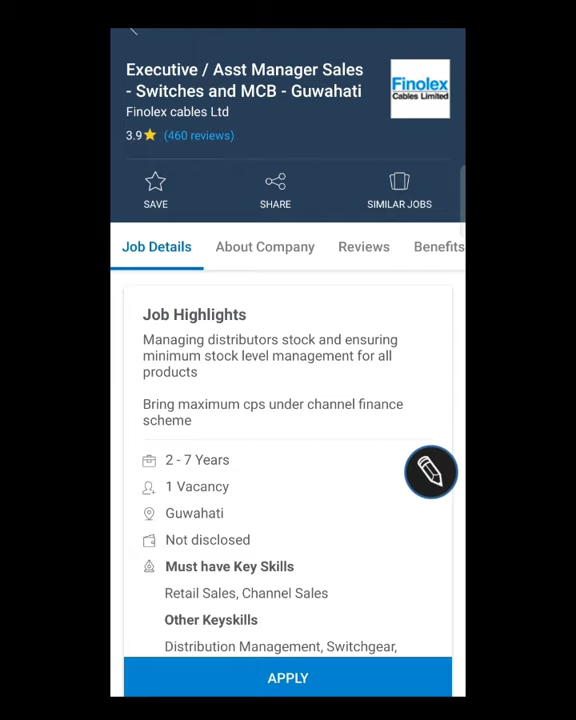 Executive / Asst Manager Sales
- Switches and MCB - Guwahati
Finolex
Cables Limited
Finolex cables Ltd
3.9 (460 reviews)
SAVE
SHARE
SIMILAR JOBS
Job Details
About Company
Reviews
Benefits
Job Highlights
Managing distributors stock and ensuring
minimum stock level management for all
products
Bring maximum cps under channel finance
scheme
2 - 7 Years
1 Vacancy
Guwahati
Not disclosed
Must have Key Skills
Retail Sales, Channel Sales
Other Keyskills
Distribution Management, Switchgear,
APPLY